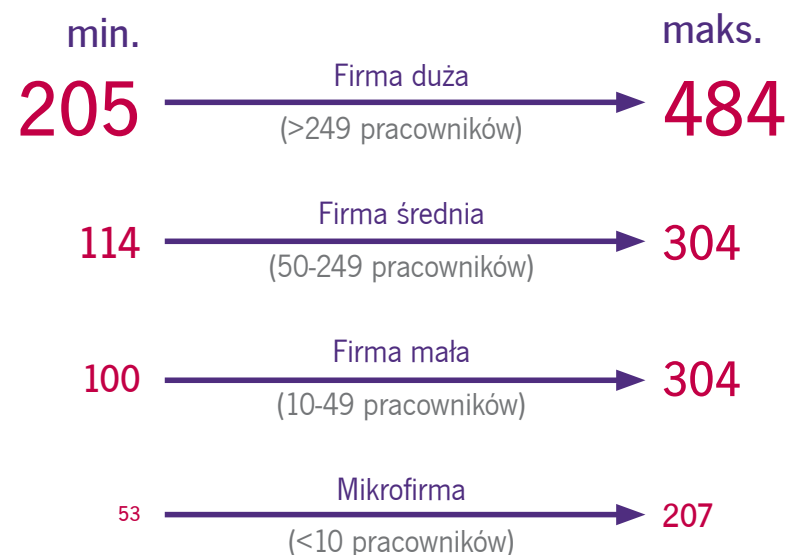 min.
maks.
Firma duża
205
484
(>249 pracowników)
Firma średnia
114
304
(50-249 pracowników)
Firma mała
100
304
(10-49 pracowników)
Mikrofirma
53
207
(<10 pracowników)